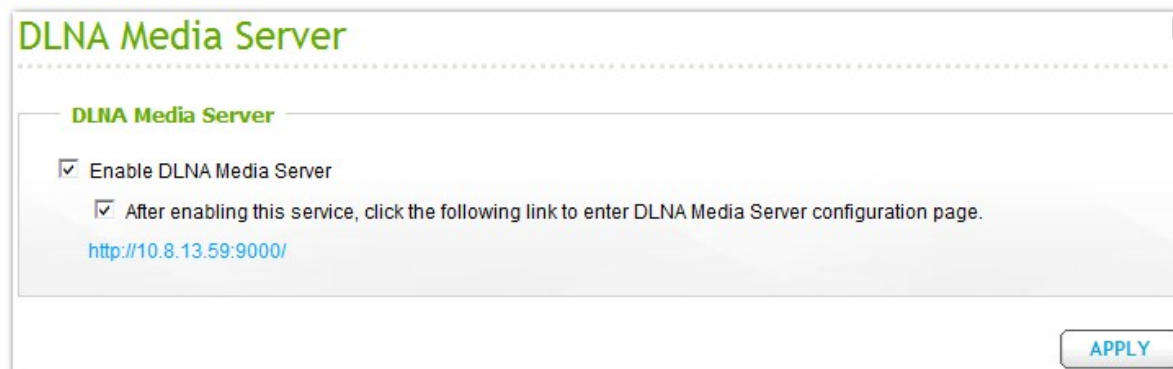 DLNA Media Server
DLNA Media Server
Enable DLNA Media Server
After enabling this service, click the following link to enter DLNA Media Server configuration page.
http://10.8.13.59:9000/
APPLY